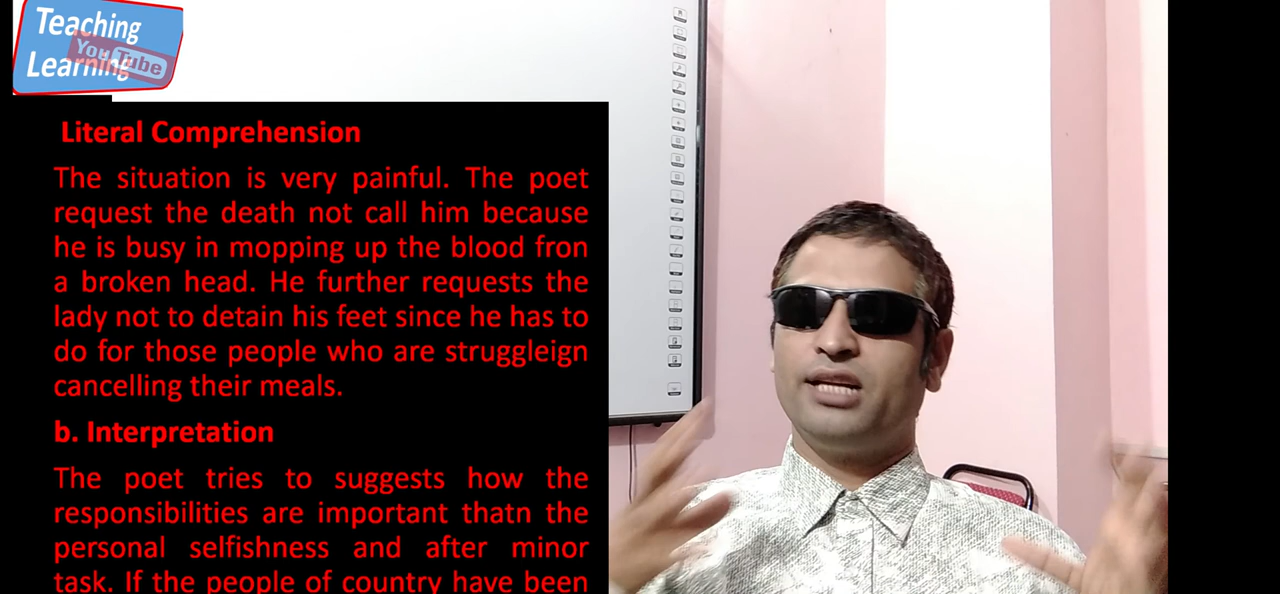 Teaching
YouTube
Learning
Literal Comprehension
The situation is very painful. The poet
request the death not call him because
he is busy in mopping up the blood fron
a broken head. He further requests the
lady not to detain his feet since he has to
do for those people who are struggleign
cancelling their meals.
b. Interpretation
The poet tries to suggests how the
responsibilities are important thatn the
personal selfishness and after minor
task. If the people of country have been